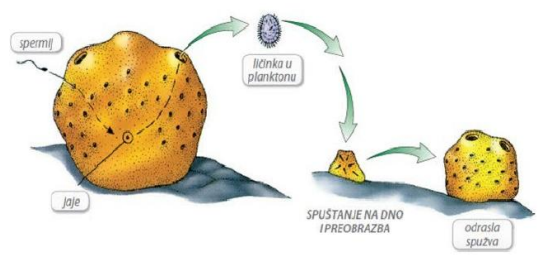 spermij
ličinka u
planktonu
jaje
SPUŠTANJE NA DNO
I PREOBRAZBA
odrasla
spužva